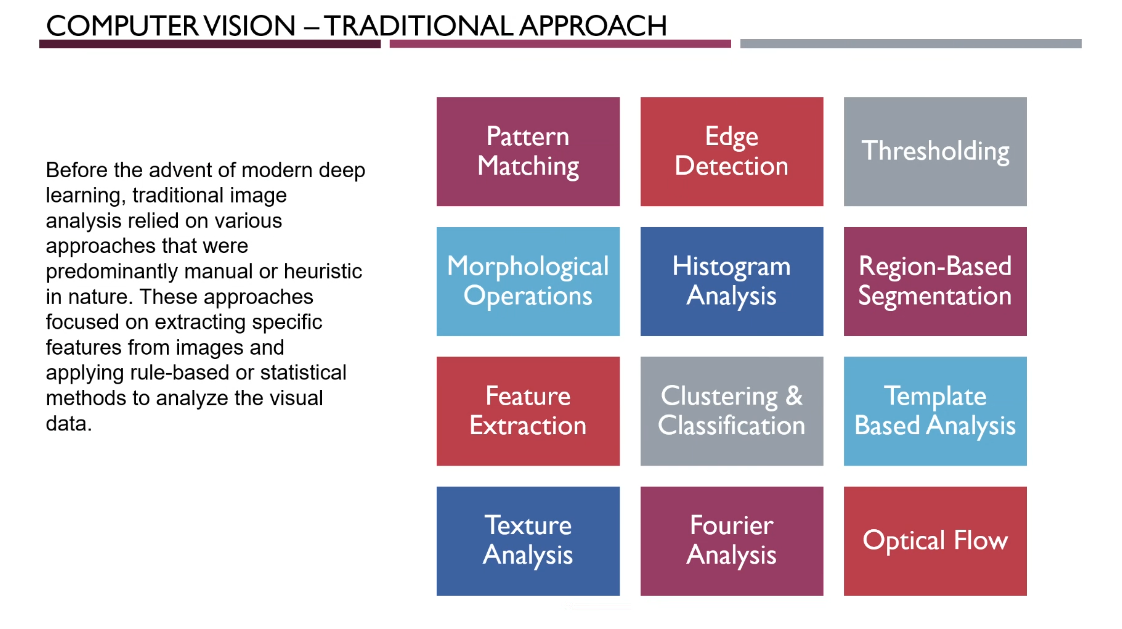 COMPUTER VISION – TRADITIONAL APPROACH
Before the advent of modern deep
learning, traditional image
analysis relied on various
approaches that were
predominantly manual or heuristic
in nature. These approaches
focused on extracting specific
features from images and
applying rule-based or statistical
methods to analyze the visual
data.
Pattern
Matching
Edge
Detection
Thresholding
Morphological
Operations
Histogram
Analysis
Region-Based
Segmentation
Feature
Extraction
Clustering &
Classification
Template
Based Analysis
Texture
Analysis
Fourier
Analysis
Optical Flow